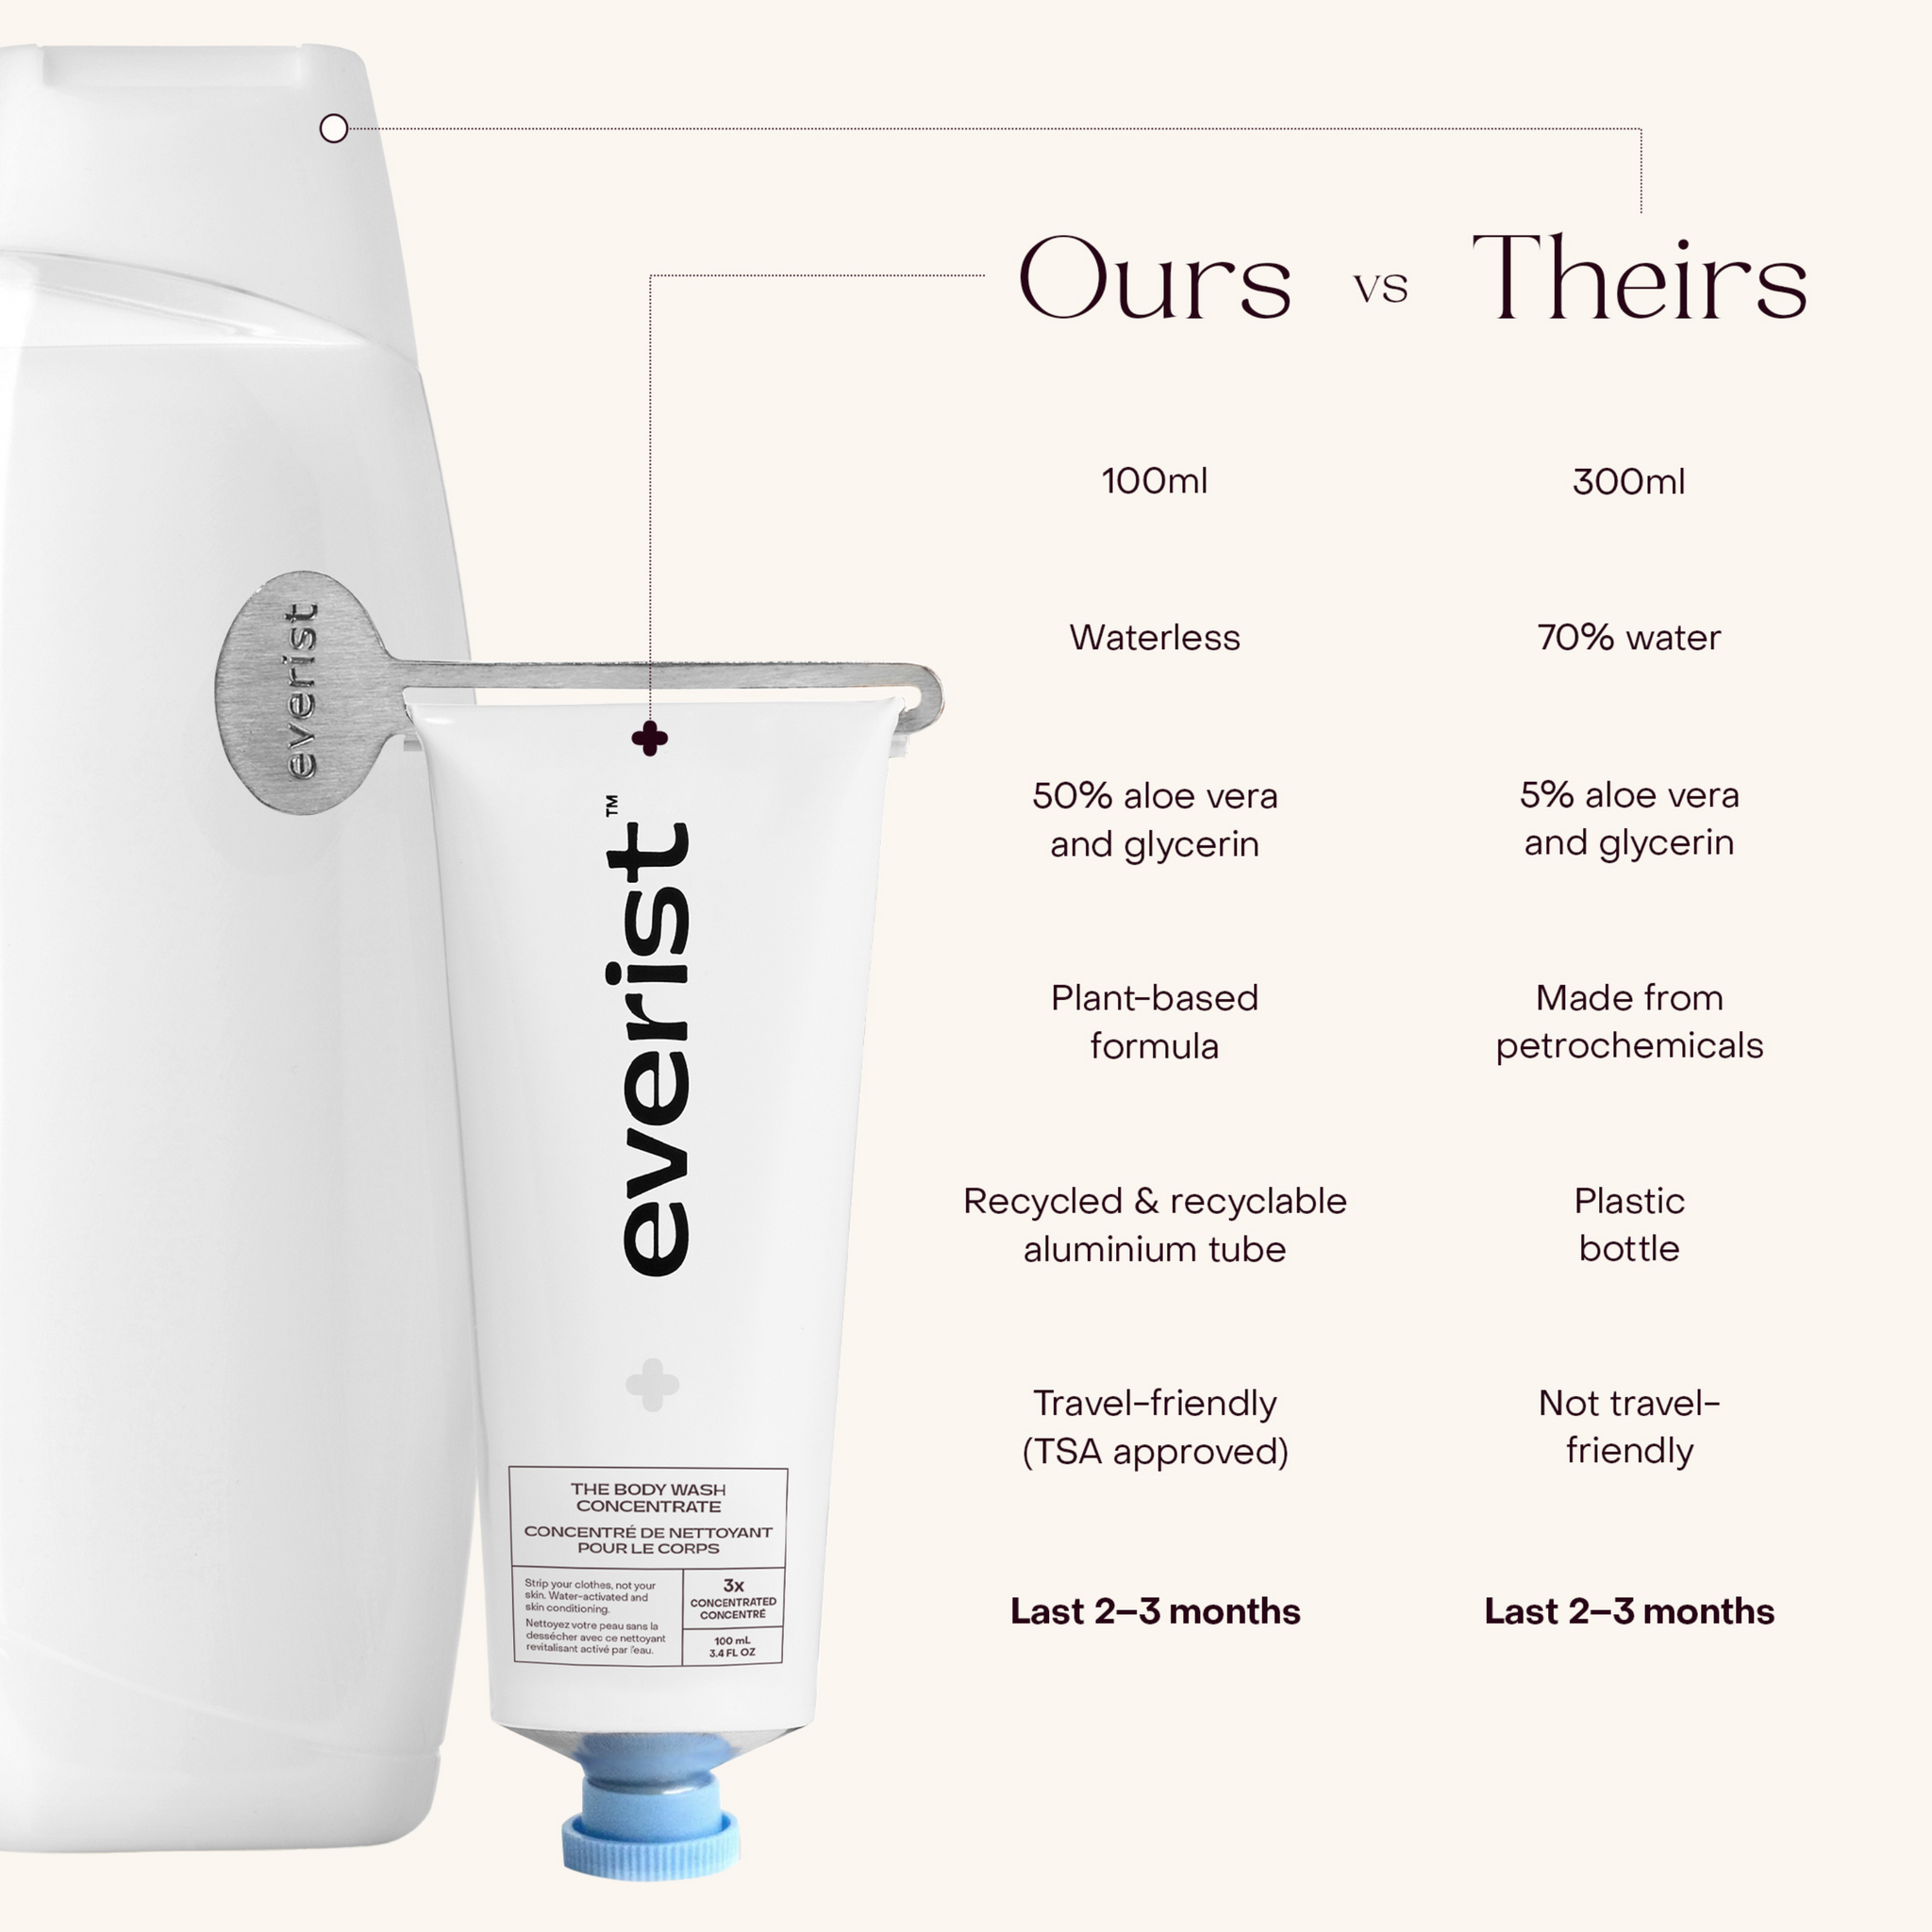 Ours vs Theirs
100ml 300ml
Waterless 70% water
50% aloe vera 5% aloe vera
and glycerin and glycerin
Plant-based Made from
formula petrochemicals
Recycled & recyclable Plastic
aluminium tube bottle
Travel-friendly Not travel-
(TSA approved) friendly
Last 2–3 months Last 2–3 months
everist
everist™
THE BODY WASH
CONCENTRATE
CONCENTRÉ DE NETTOYANT
POUR LE CORPS
Strip your clothes, not your
skin. Water-activated and
skin conditioning.
Nettoyez votre peau sans la
dessécher avec ce nettoyant
revitalisant activé par l'eau.
3x
CONCENTRATED
CONCENTRÉ
100 mL
3.4 FL OZ